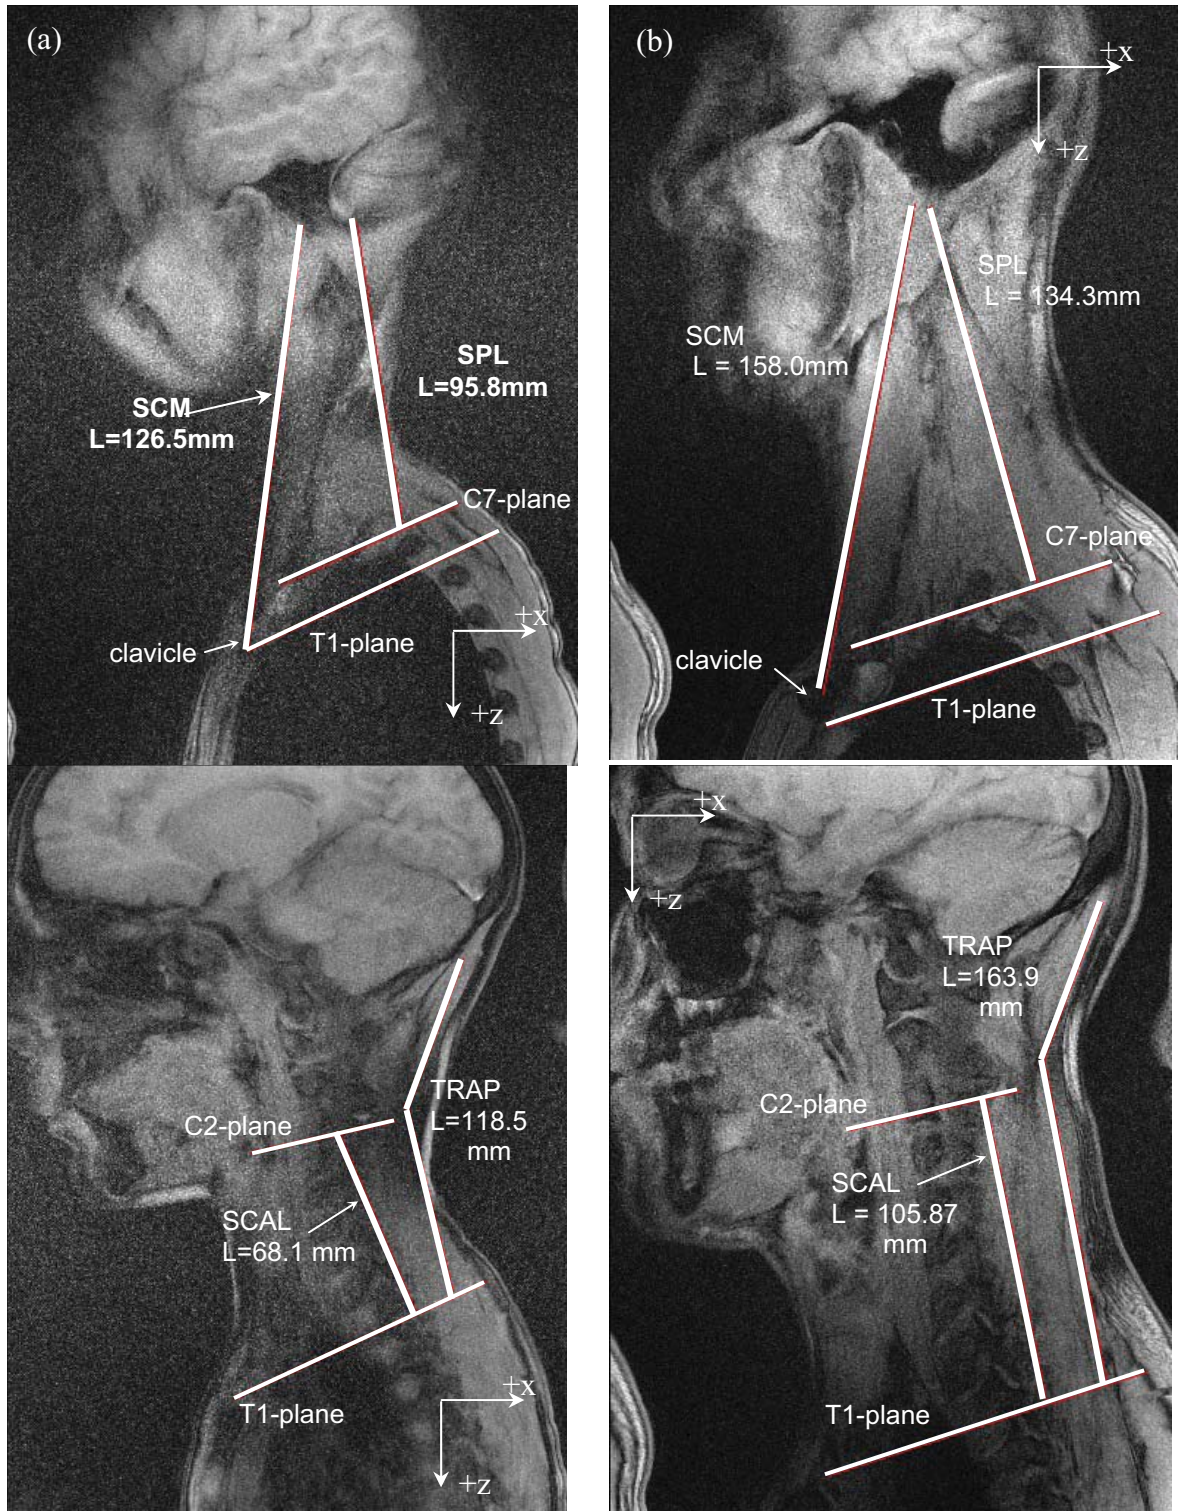 (a)
SCM
L=126.5mm
SPL
L=95.8mm
C7-plane
clavicle
T1-plane
+x
+z
(b)
+x
+z
SPL
L = 134.3mm
SCM
L = 158.0mm
C7-plane
clavicle
T1-plane
TRAP
L=118.5
mm
C2-plane
SCAL
L=68.1 mm
T1-plane
+x
+z
+x
+z
TRAP
L=163.9
mm
C2-plane
SCAL
L = 105.87
mm
T1-plane